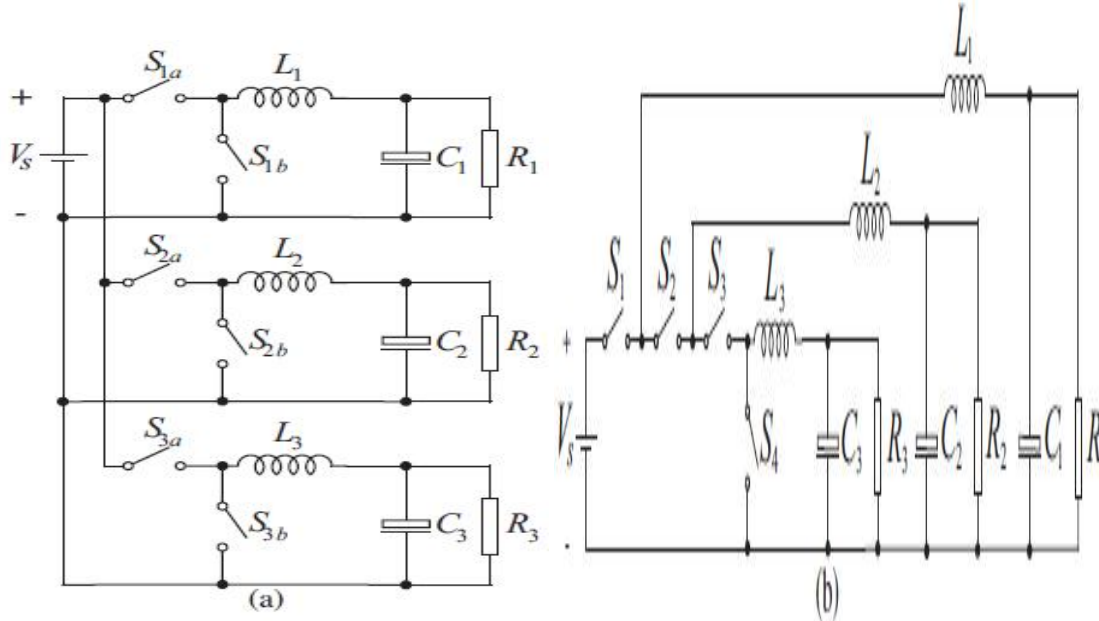 S1a
L1
+
Vs
S1b
C1
R1
-
S2a
L2
S2b
C2
R2
S3a
L3
S3b
C3
R3
(a)
L1
L2
S1
S2
S3
L3
+
Vs
S4
C3
R3
C2
R2
C1
R
(b)